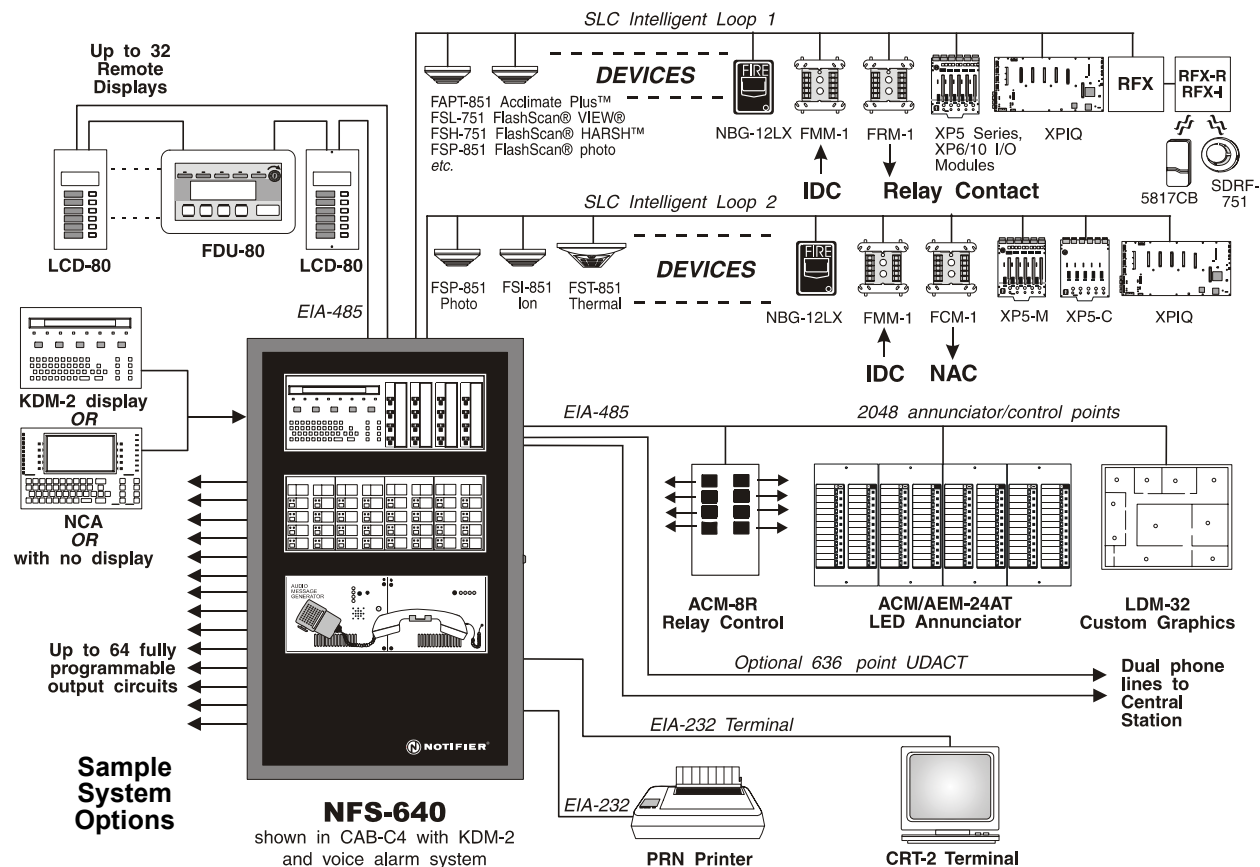 SLC Intelligent Loop 1
Up to 32
Remote
Displays
DEVICES
FIRE
RFX
RFX-R
RFX-I
FAPT-851 Acclimate Plus™
FSL-751 FlashScan® VIEW®
FSH-751 FlashScan® HARSH™
FSP-851 FlashScan® photo
etc.
NBG-12LX
FMM-1
FRM-1
XP5 Series,
XP6/10 I/O
Modules
XPIQ
5817CB
SDRF-
751
IDC
Relay Contact
SLC Intelligent Loop 2
LCD-80
FDU-80
LCD-80
DEVICES
FIRE
FSP-851
Photo
FSI-851
Ion
FST-851
Thermal
NBG-12LX
FMM-1
FCM-1
XP5-M
XP5-C
XPIQ
IDC
NAC
EIA-485
KDM-2 display
OR
NCA
OR
with no display
EIA-485
2048 annunciator/control points
AUDIO
MESSAGE
GENERATOR
ACM-8R
Relay Control
ACM/AEM-24AT
LED Annunciator
LDM-32
Custom Graphics
Up to 64 fully
programmable
output circuits
Optional 636 point UDACT
Dual phone
lines to
Central
Station
EIA-232 Terminal
NOTIFIER®
Sample
System
Options
EIA-232
NFS-640
shown in CAB-C4 with KDM-2
and voice alarm system
PRN Printer
CRT-2 Terminal